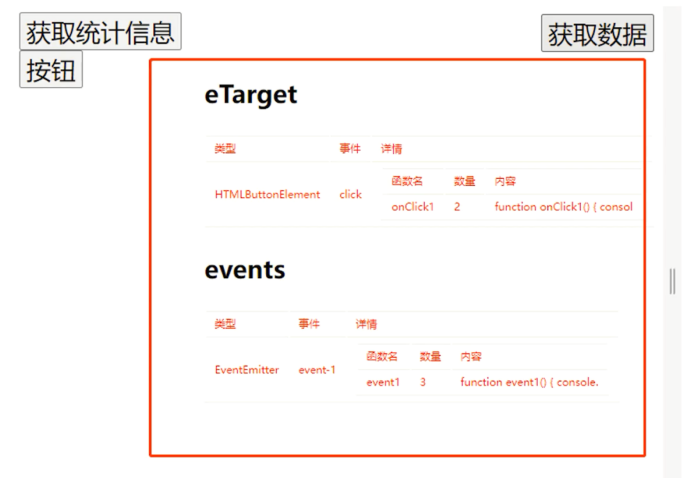 获取统计信息 获取数据
按钮
eTarget
类型 事件 详情
函数名 数量 内容
HTMLButtonElement click
onClick1 2 function onClick1() { consol
events
类型 事件 详情
函数名 数量 内容
EventEmitter event-1
event1 3 function event1() { console.